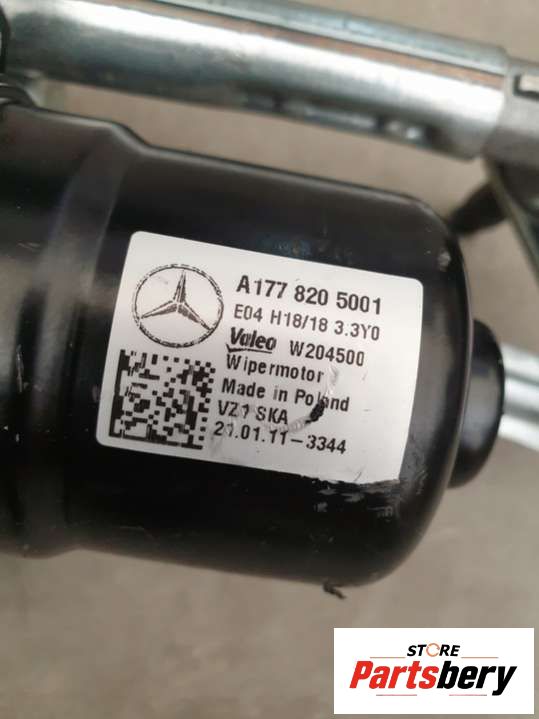 A177 820 5001
E04 H18/18 3.3Y0
Valeo W204500
Wipermotor
Made in Poland
VZ1 SKA
21.01.11-3344
STORE
Partsbery